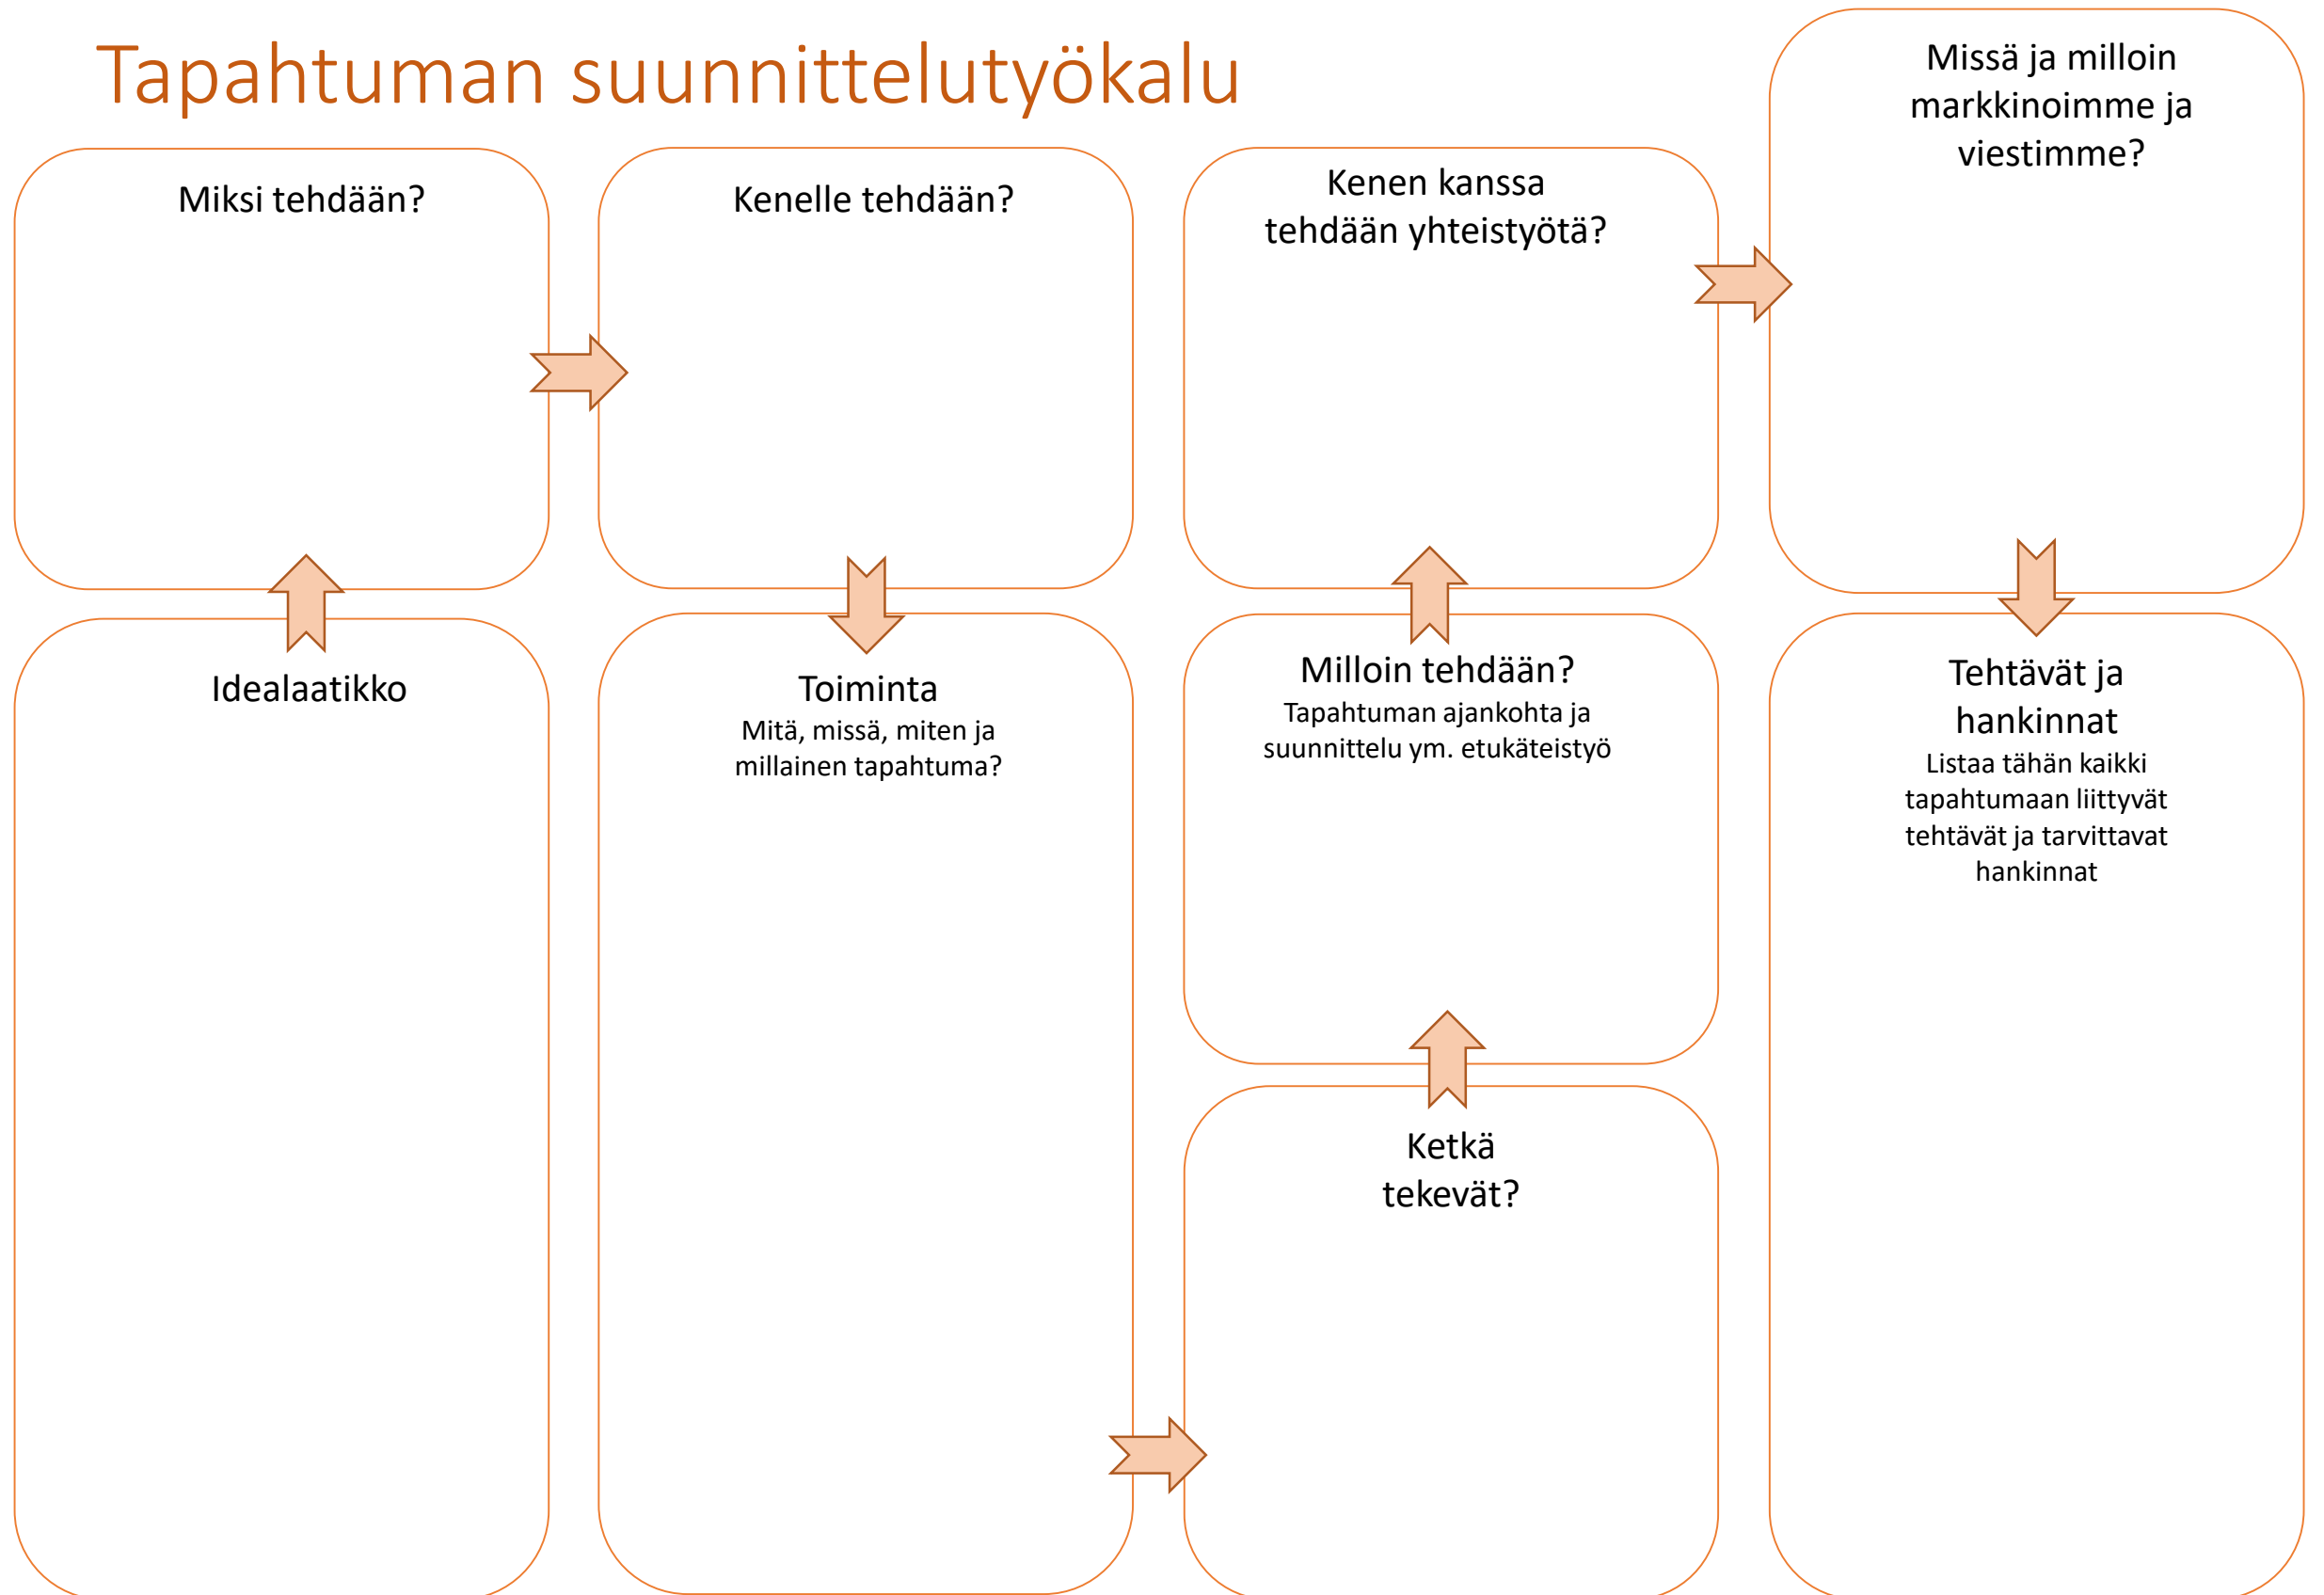 Tapahtuman suunnittelutyökalu
Miksi tehdään?
Kenelle tehdään?
Kenen kanssa
tehdään yhteistyötä?
Missä ja milloin
markkinoimme ja
viestimme?
Idealaatikko
Toiminta
Mitä, missä, miten ja
millainen tapahtuma?
Milloin tehdään?
Tapahtuman ajankohta ja
suunnittelu ym. etukäteistyö
Ketkä
tekevät?
Tehtävät ja
hankinnat
Listaa tähän kaikki
tapahtumaan liittyvät
tehtävät ja tarvittavat
hankinnat